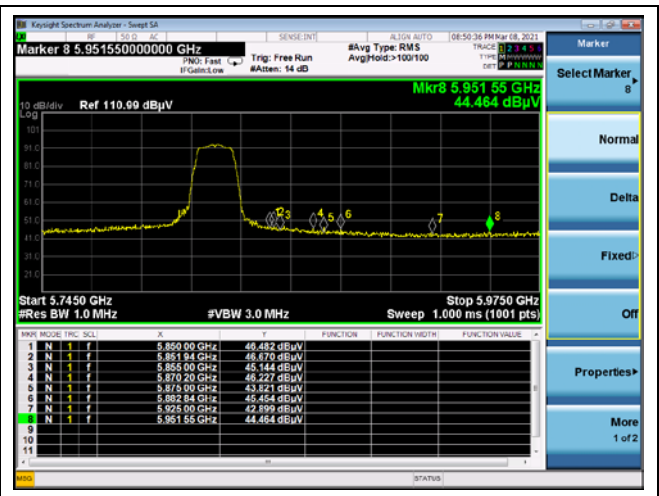 Keysight Spectrum Analyzer - Swept SA
RF 50 Ω AC SENSE:INT ALIGN AUTO 08:50:36 PM Mar 08, 2021
Marker 8 5.951550000000 GHz
PNO: Fast
IFGain:Low
Trig: Free Run
#Atten: 14 dB
#Avg Type: RMS
Avg|Hold:>100/100
TRACE 1 2 3 4 5 6
TYPE M
DET P P N N N N
Mkr8 5.951 55 GHz
44.464 dBµV
10 dB/div Ref 110.99 dBµV
Log
101
91.0
81.0
71.0
61.0
51.0
41.0
31.0
21.0
1 2 3 4 5 6 7 8
Start 5.7450 GHz Stop 5.9750 GHz
#Res BW 1.0 MHz #VBW 3.0 MHz Sweep 1.000 ms (1001 pts)
MKR MODE TRC SCL X Y FUNCTION FUNCTION WIDTH FUNCTION VALUE
1 N 1 f 5.850 00 GHz 46.482 dBµV
2 N 1 f 5.851 94 GHz 46.670 dBµV
3 N 1 f 5.855 00 GHz 45.144 dBµV
4 N 1 f 5.870 20 GHz 46.227 dBµV
5 N 1 f 5.875 00 GHz 43.821 dBµV
6 N 1 f 5.882 84 GHz 45.454 dBµV
7 N 1 f 5.925 00 GHz 42.899 dBµV
8 N 1 f 5.951 55 GHz 44.464 dBµV
9
10
11
MSG STATUS
Marker
Select Marker
8
Normal
Delta
Fixed
Off
Properties
More
1 of 2